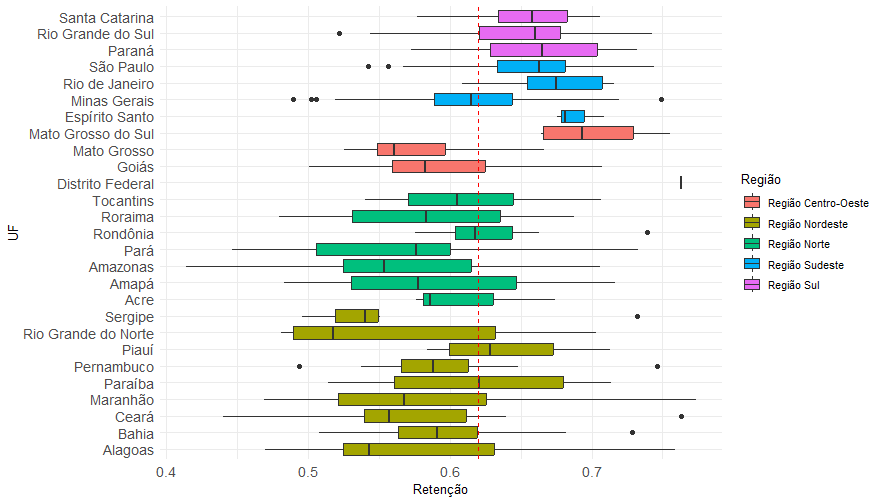 Santa Catarina
Rio Grande do Sul
Paraná
São Paulo
Rio de Janeiro
Minas Gerais
Espírito Santo
Mato Grosso do Sul
Mato Grosso
Goiás
Distrito Federal
Tocantins
Roraima
Rondônia
Pará
Amazonas
Amapá
Acre
Sergipe
Rio Grande do Norte
Piauí
Pernambuco
Paraíba
Maranhão
Ceará
Bahia
Alagoas
UF
0.4 0.5 0.6 0.7
Retenção
Região
Região Centro-Oeste
Região Nordeste
Região Norte
Região Sudeste
Região Sul